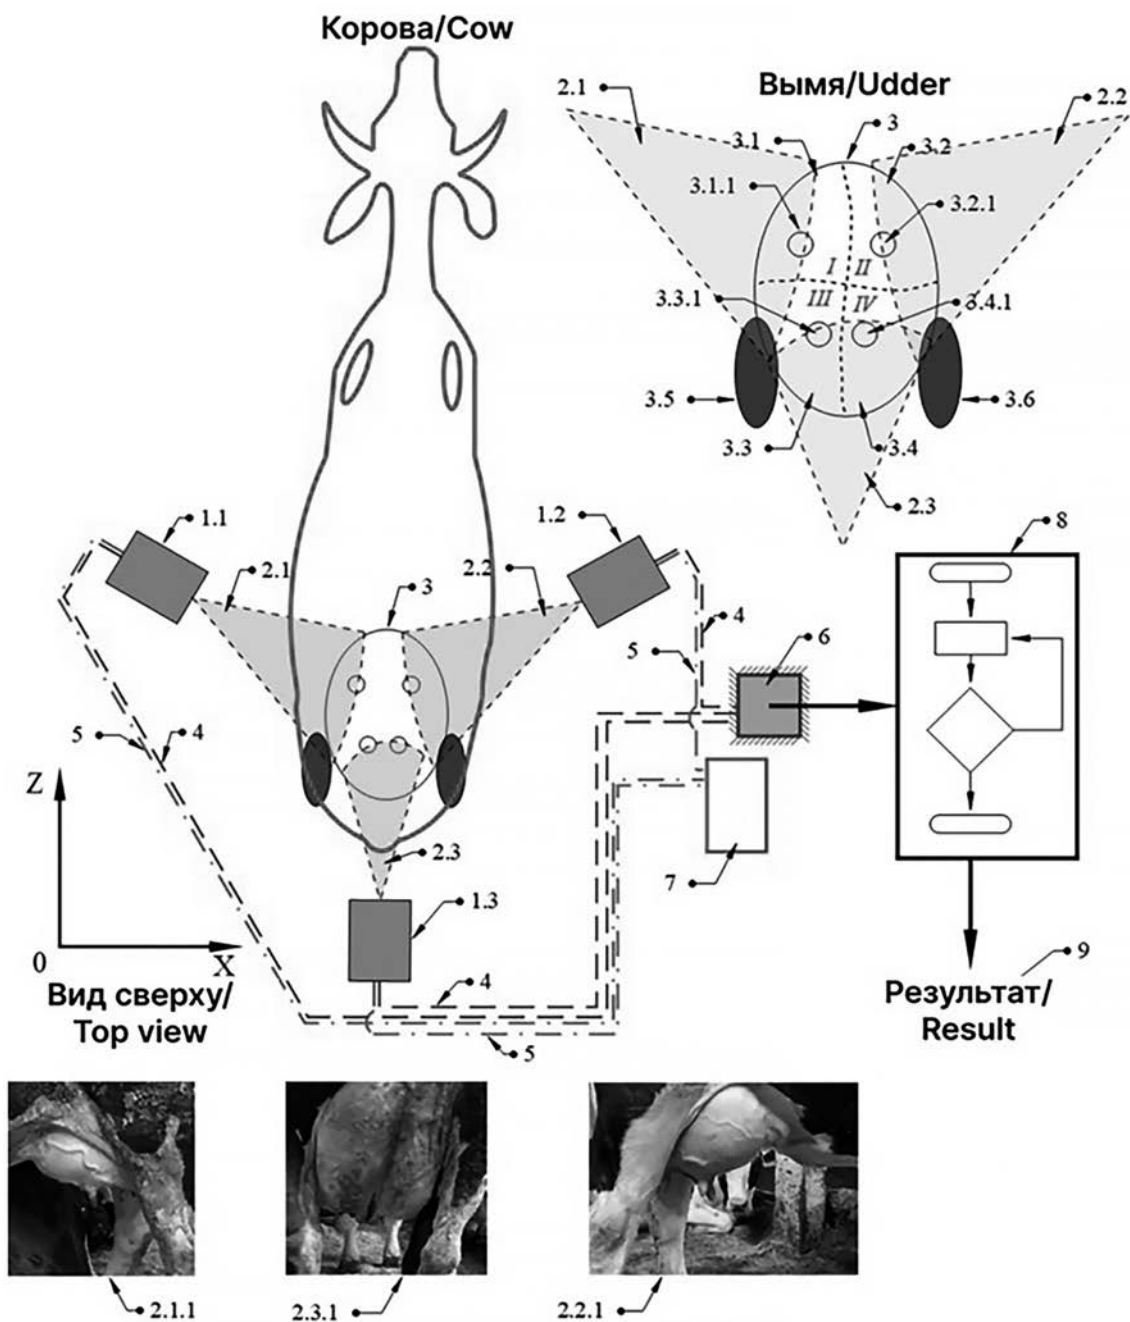 Корова/Cow
Вымя/Udder
2.1
2.2
3
3.1
3.2
3.1.1
3.2.1
I
II
III
IV
3.3.1
3.4.1
3.5
3.6
3.3
3.4
2.3
1.1
1.2
8
2.1
2.2
3
4
5
6
5
4
Z
2.3
7
1.3
0
X
4
9
Вид сверху/
Top view
Результат/
Result
5
2.1.1
2.3.1
2.2.1